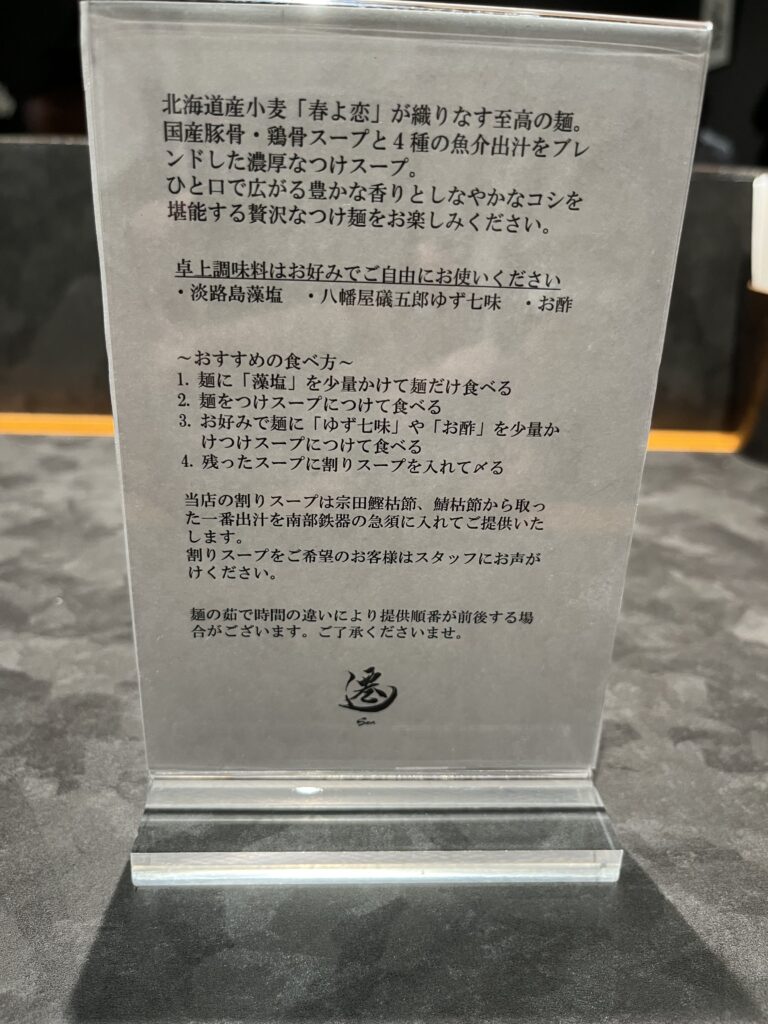 北海道産小麦「春よ恋」が織りなす至高の麺。
国産豚骨・鶏骨スープと4種の魚介出汁をブレ
ンドした濃厚なつけスープ。
ひと口で広がる豊かな香りとしなやかなコシを
堪能する贅沢なつけ麺をお楽しみください。
卓上調味料はお好みでご自由にお使いください
・淡路島藻塩 ・八幡屋礒五郎ゆず七味 ・お酢
～おすすめの食べ方～
1. 麺に「藻塩」を少量かけて麺だけ食べる
2. 麺をつけスープにつけて食べる
3. お好みで麺に「ゆず七味」や「お酢」を少量か
けつけスープにつけて食べる
4. 残ったスープに割りスープを入れて〆る
当店の割りスープは宗田鰹枯節、鯖枯節から取っ
た一番出汁を南部鉄器の急須に入れてご提供いた
します。
割りスープをご希望のお客様はスタッフにお声が
けください。
麺の茹で時間の違いにより提供順番が前後する場
合がございます。ご了承くださいませ。
遷
Sen